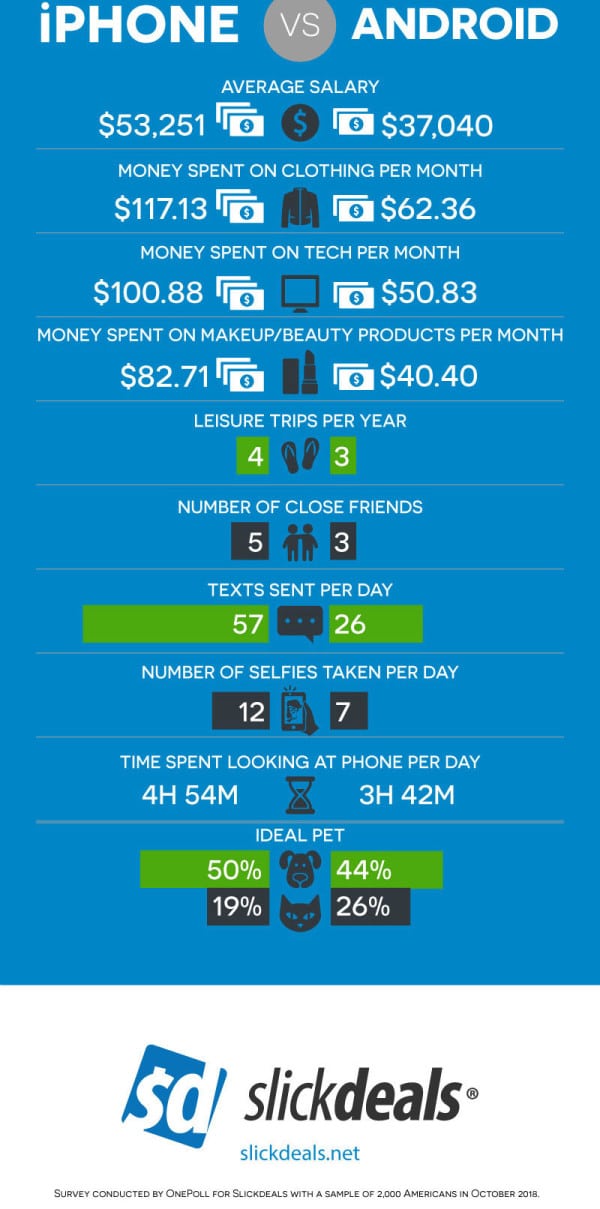 iPHONE VS ANDROID
AVERAGE SALARY
$53,251 $ $37,040
MONEY SPENT ON CLOTHING PER MONTH
$117.13 $62.36
MONEY SPENT ON TECH PER MONTH
$100.88 $50.83
MONEY SPENT ON MAKEUP/BEAUTY PRODUCTS PER MONTH
$82.71 $40.40
LEISURE TRIPS PER YEAR
4 3
NUMBER OF CLOSE FRIENDS
5 3
TEXTS SENT PER DAY
57 26
NUMBER OF SELFIES TAKEN PER DAY
12 7
TIME SPENT LOOKING AT PHONE PER DAY
4H 54M 3H 42M
IDEAL PET
50% 44%
19% 26%
sd slickdeals®
slickdeals.net
SURVEY CONDUCTED BY ONEPOLL FOR SLICKDEALS WITH A SAMPLE OF 2,000 AMERICANS IN OCTOBER 2018.